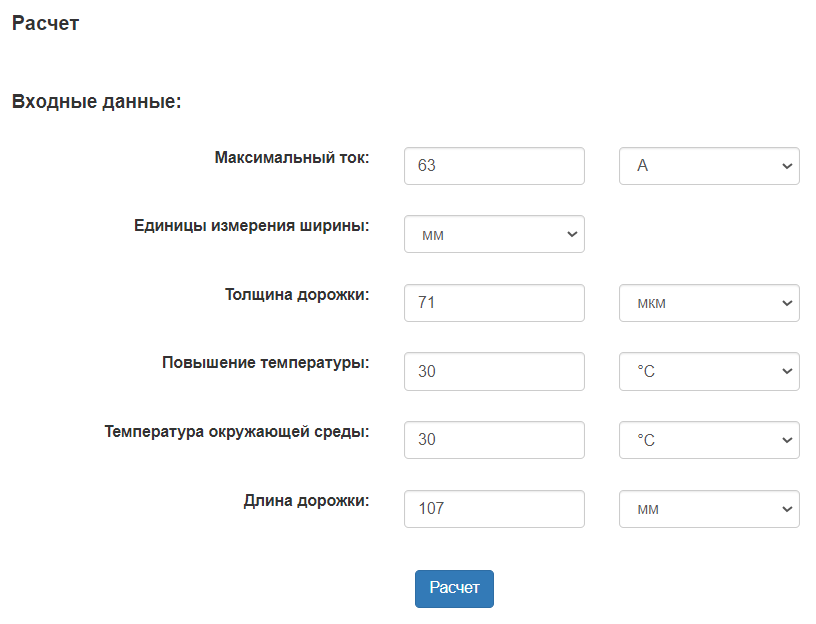 Расчет
Входные данные:
Максимальный ток: 63 А
Единицы измерения ширины: мм
Толщина дорожки: 71 мкм
Повышение температуры: 30 °C
Температура окружающей среды: 30 °C
Длина дорожки: 107 мм
Расчет